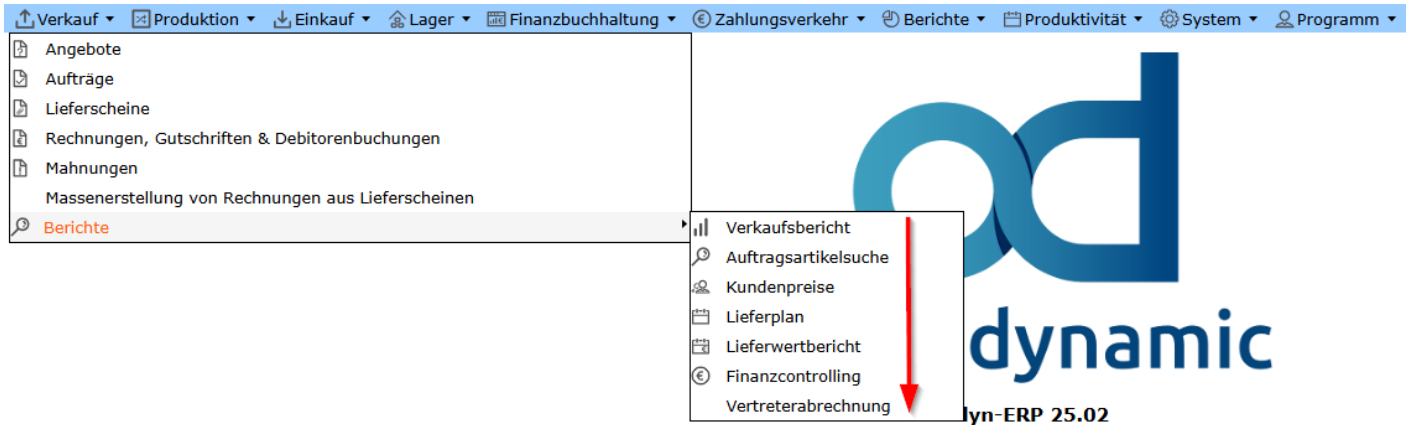 Verkauf Produktion Einkauf Lager Finanzbuchhaltung Zahlungsverkehr Berichte Produktivität System Programm
Angebote
Aufträge
Lieferscheine
Rechnungen, Gutschriften & Debitorenbuchungen
Mahnungen
Massenerstellung von Rechnungen aus Lieferscheinen
Berichte
Verkaufsbericht
Auftragsartikelsuche
Kundenpreise
Lieferplan
Lieferwertbericht
Finanzcontrolling
Vertreterabrechnung
dynamic
lyn-ERP 25.02